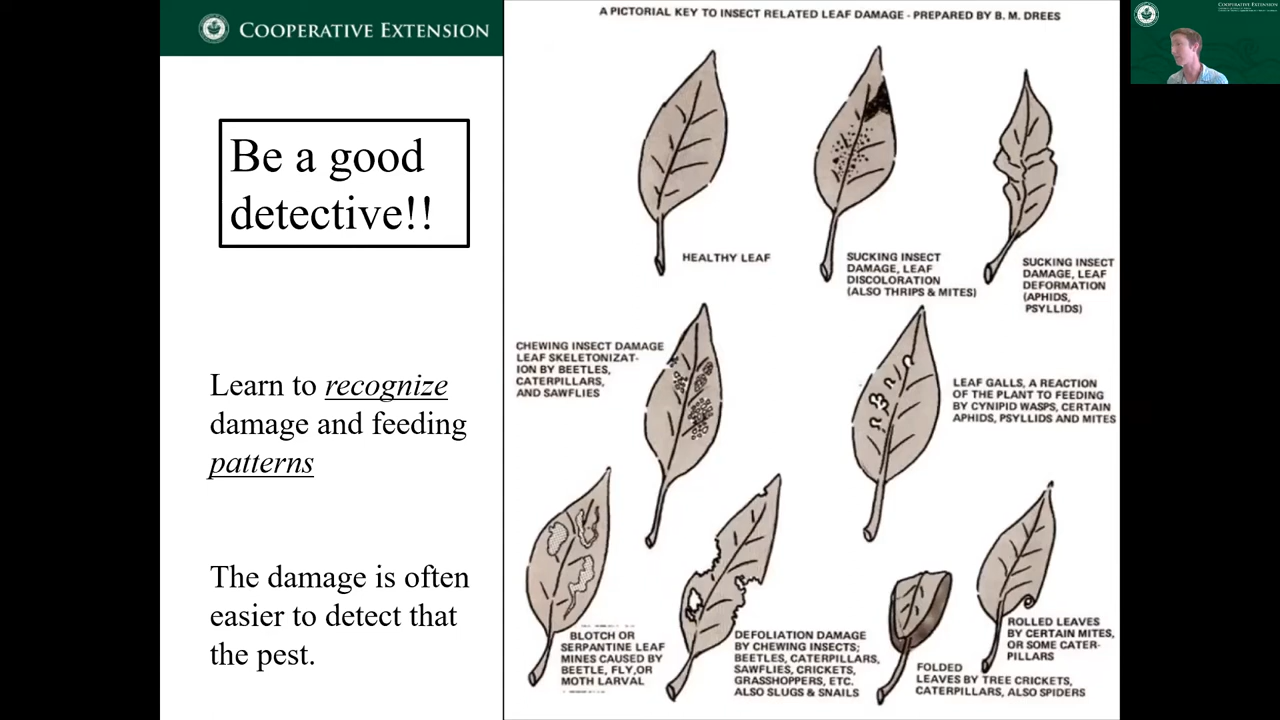 COOPERATIVE EXTENSION
Be a good
detective!!
Learn to recognize
damage and feeding
patterns
The damage is often
easier to detect that
the pest.
A PICTORIAL KEY TO INSECT RELATED LEAF DAMAGE - PREPARED BY B. M. DREES
HEALTHY LEAF
SUCKING INSECT
DAMAGE, LEAF
DISCOLORATION
(ALSO THRIPS & MITES)
SUCKING INSECT
DAMAGE, LEAF
DEFORMATION
(APHIDS,
PSYLLIDS)
CHEWING INSECT DAMAGE
LEAF SKELETONIZAT-
ION BY BEETLES,
CATERPILLARS,
AND SAWFLIES
LEAF GALLS, A REACTION
OF THE PLANT TO FEEDING
BY CYNIPID WASPS, CERTAIN
APHIDS, PSYLLIDS AND MITES
BLOTCH OR
SERPANTINE LEAF
MINES CAUSED BY
BEETLE, FLY, OR
MOTH LARVAL
DEFOLIATION DAMAGE
BY CHEWING INSECTS;
BEETLES, CATERPILLARS,
SAWFLIES, CRICKETS,
GRASSHOPPERS, ETC.
ALSO SLUGS & SNAILS
FOLDED
LEAVES BY TREE CRICKETS,
CATERPILLARS, ALSO SPIDERS
ROLLED LEAVES
BY CERTAIN MITES,
OR SOME CATER-
PILLARS
COOPERATIVE EXTENSION